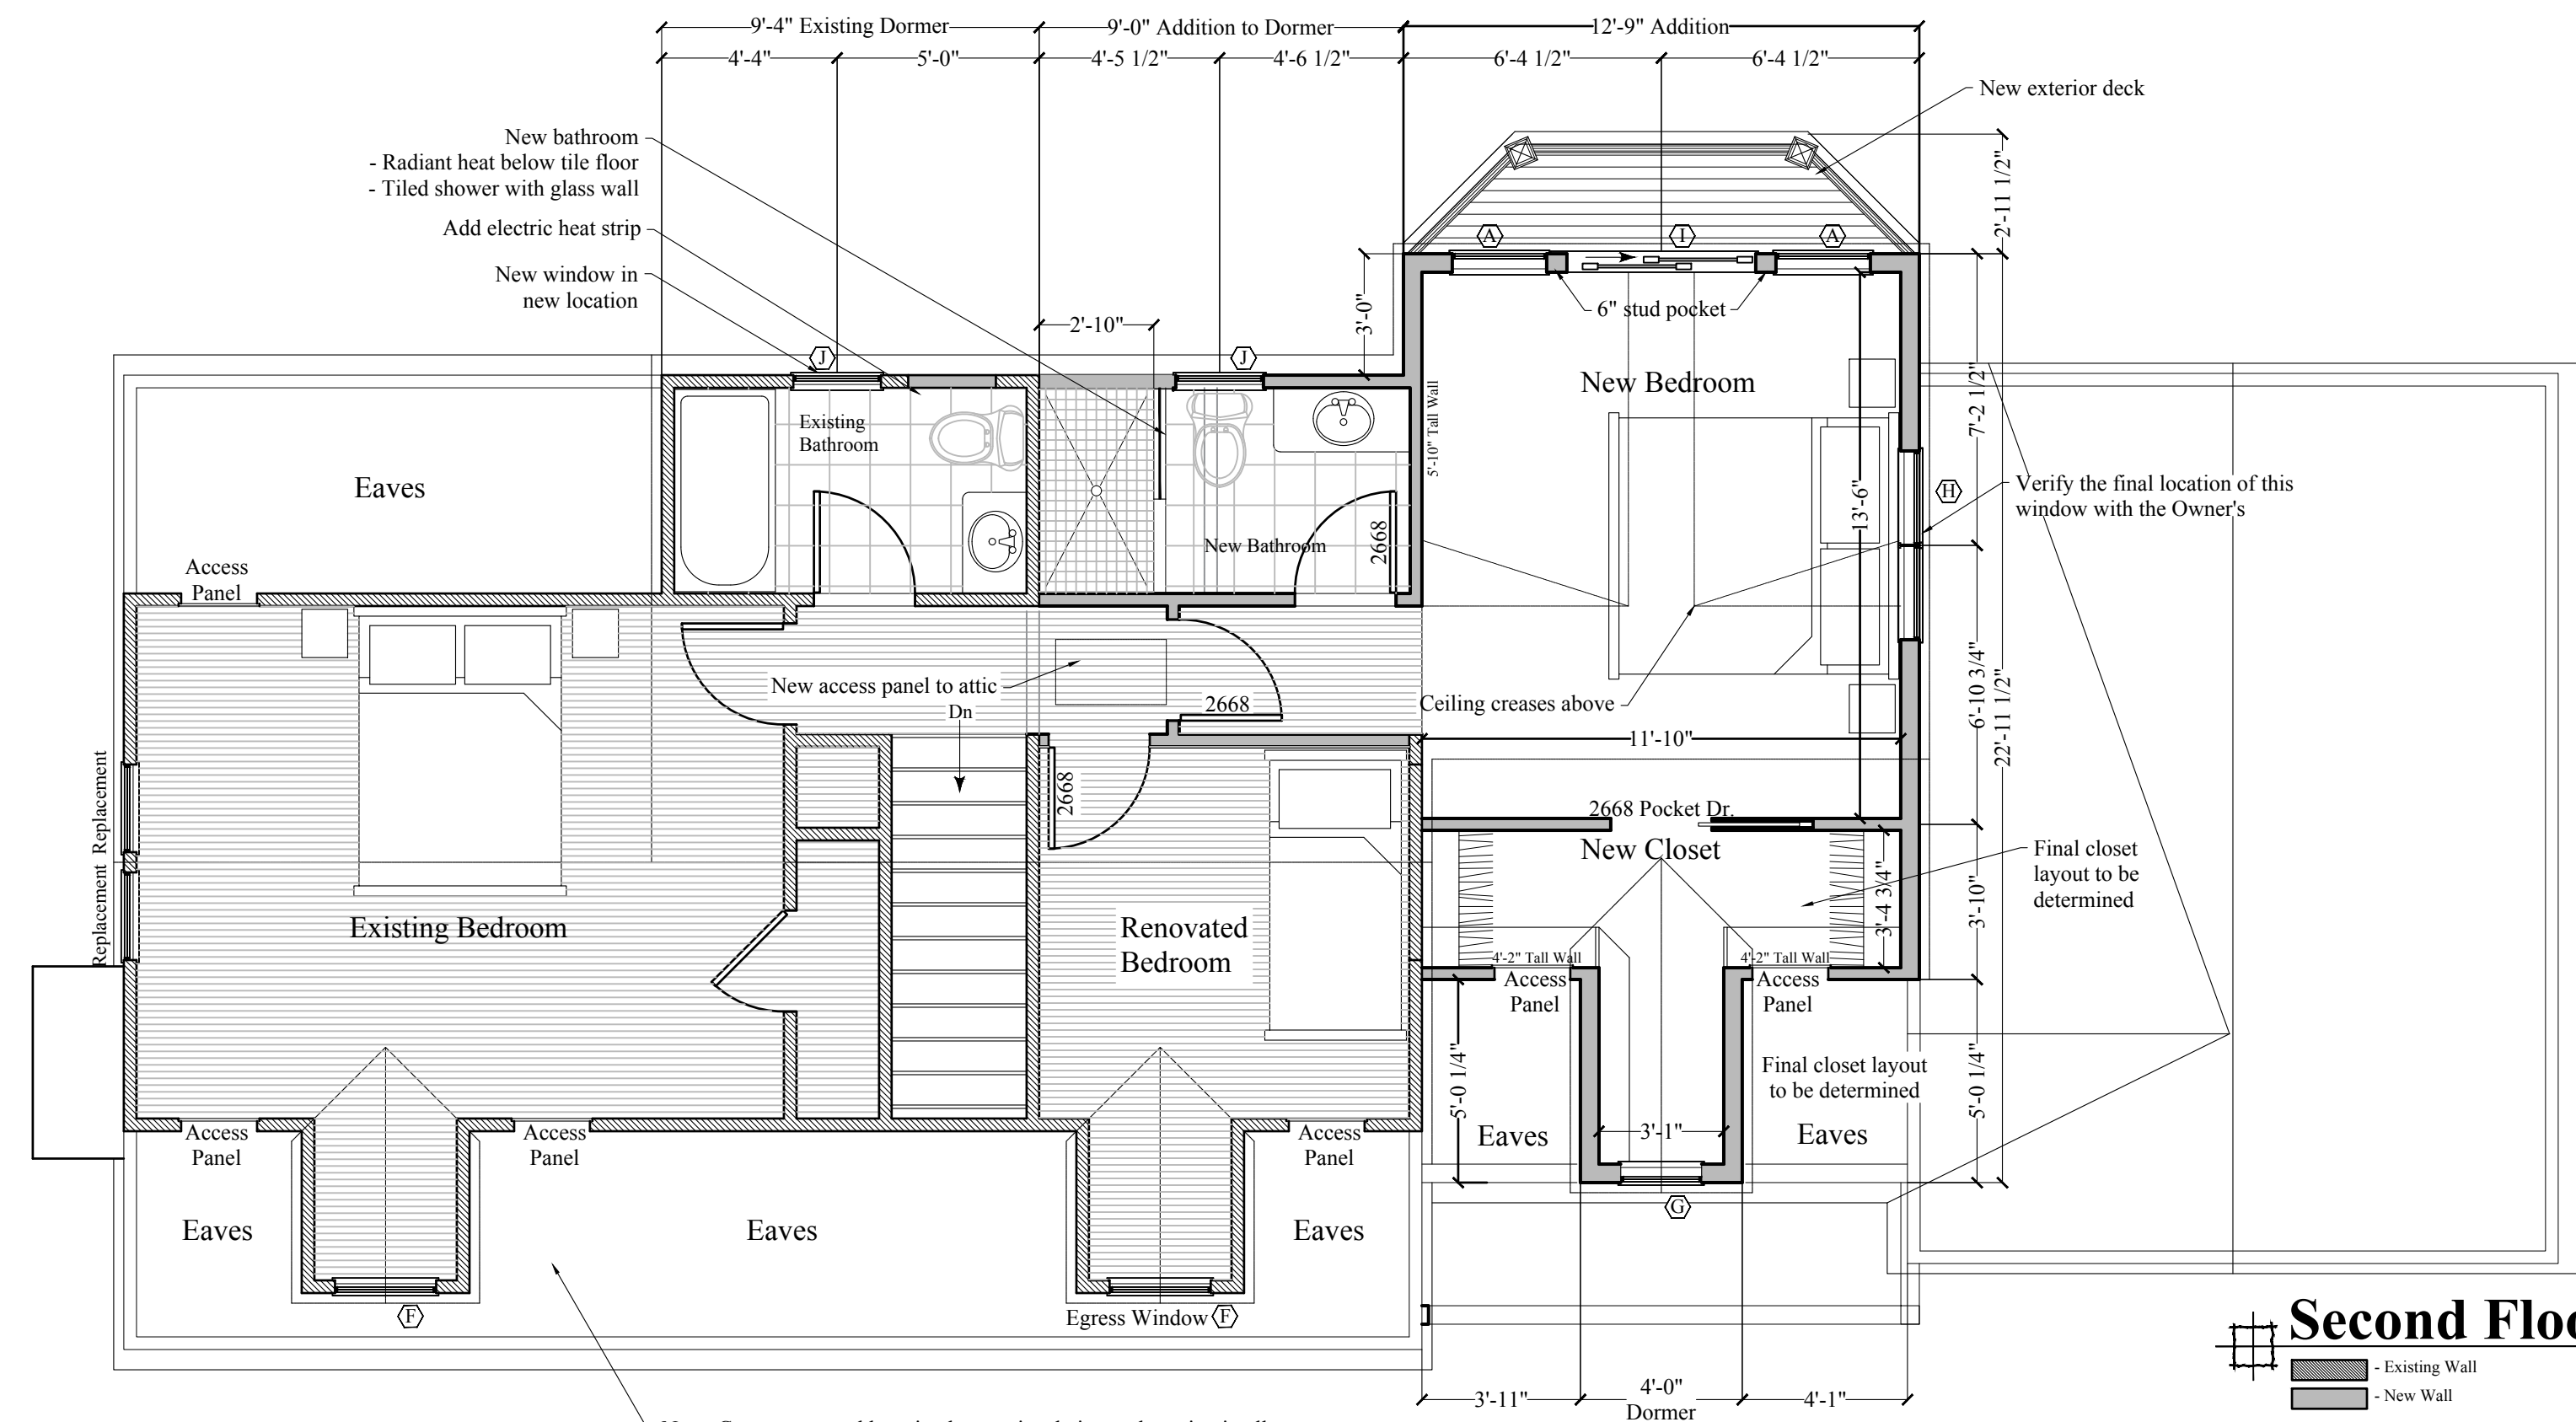 9'-4" Existing Dormer
9'-0" Addition to Dormer
12'-9" Addition
4'-4"
5'-0"
4'-5 1/2"
4'-6 1/2"
6'-4 1/2"
6'-4 1/2"
New exterior deck
New bathroom
- Radiant heat below tile floor
- Tiled shower with glass wall
2'-11 1/2"
Add electric heat strip
A
I
A
New window in
new location
3'-0"
6" stud pocket
2'-10"
J
J
New Bedroom
5'-10" Tall Wall
7'-2 1/2"
Existing
Bathroom
Eaves
13'-6"
H
Verify the final location of this
window with the Owner's
New Bathroom
2668
Access
Panel
New access panel to attic
Dn
2668
Ceiling creases above
6'-10 3/4"
22'-11 1/2"
11'-10"
Replacement
Replacement
2668
2668 Pocket Dr.
New Closet
Final closet
layout to be
determined
3'-4 3/4"
3'-10"
Existing Bedroom
Renovated
Bedroom
4'-2" Tall Wall
4'-2" Tall Wall
Access
Panel
Access
Panel
5'-0 1/4"
Final closet layout
to be determined
5'-0 1/4"
Access
Panel
Access
Panel
Access
Panel
Eaves
3'-1"
Eaves
Eaves
Eaves
Eaves
G
F
Egress Window
F
Second Floo
- Existing Wall
- New Wall
3'-11"
4'-0"
Dormer
4'-1"